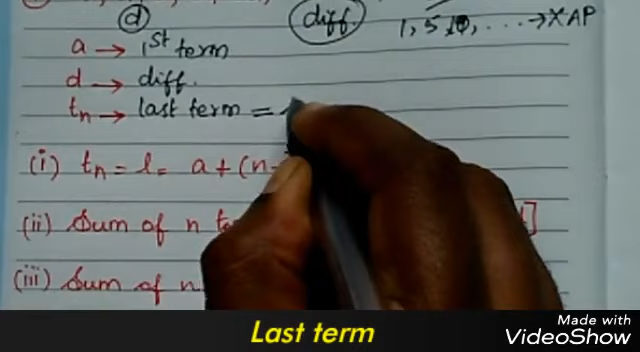 (d) diff. 1, 5, 10, .... → X AP
a → 1st term
d → diff.
tn → last term =
(i) tn = l = a + (n-
(ii) Sum of n
(iii) Sum of n
Last term
Made with
VideoShow